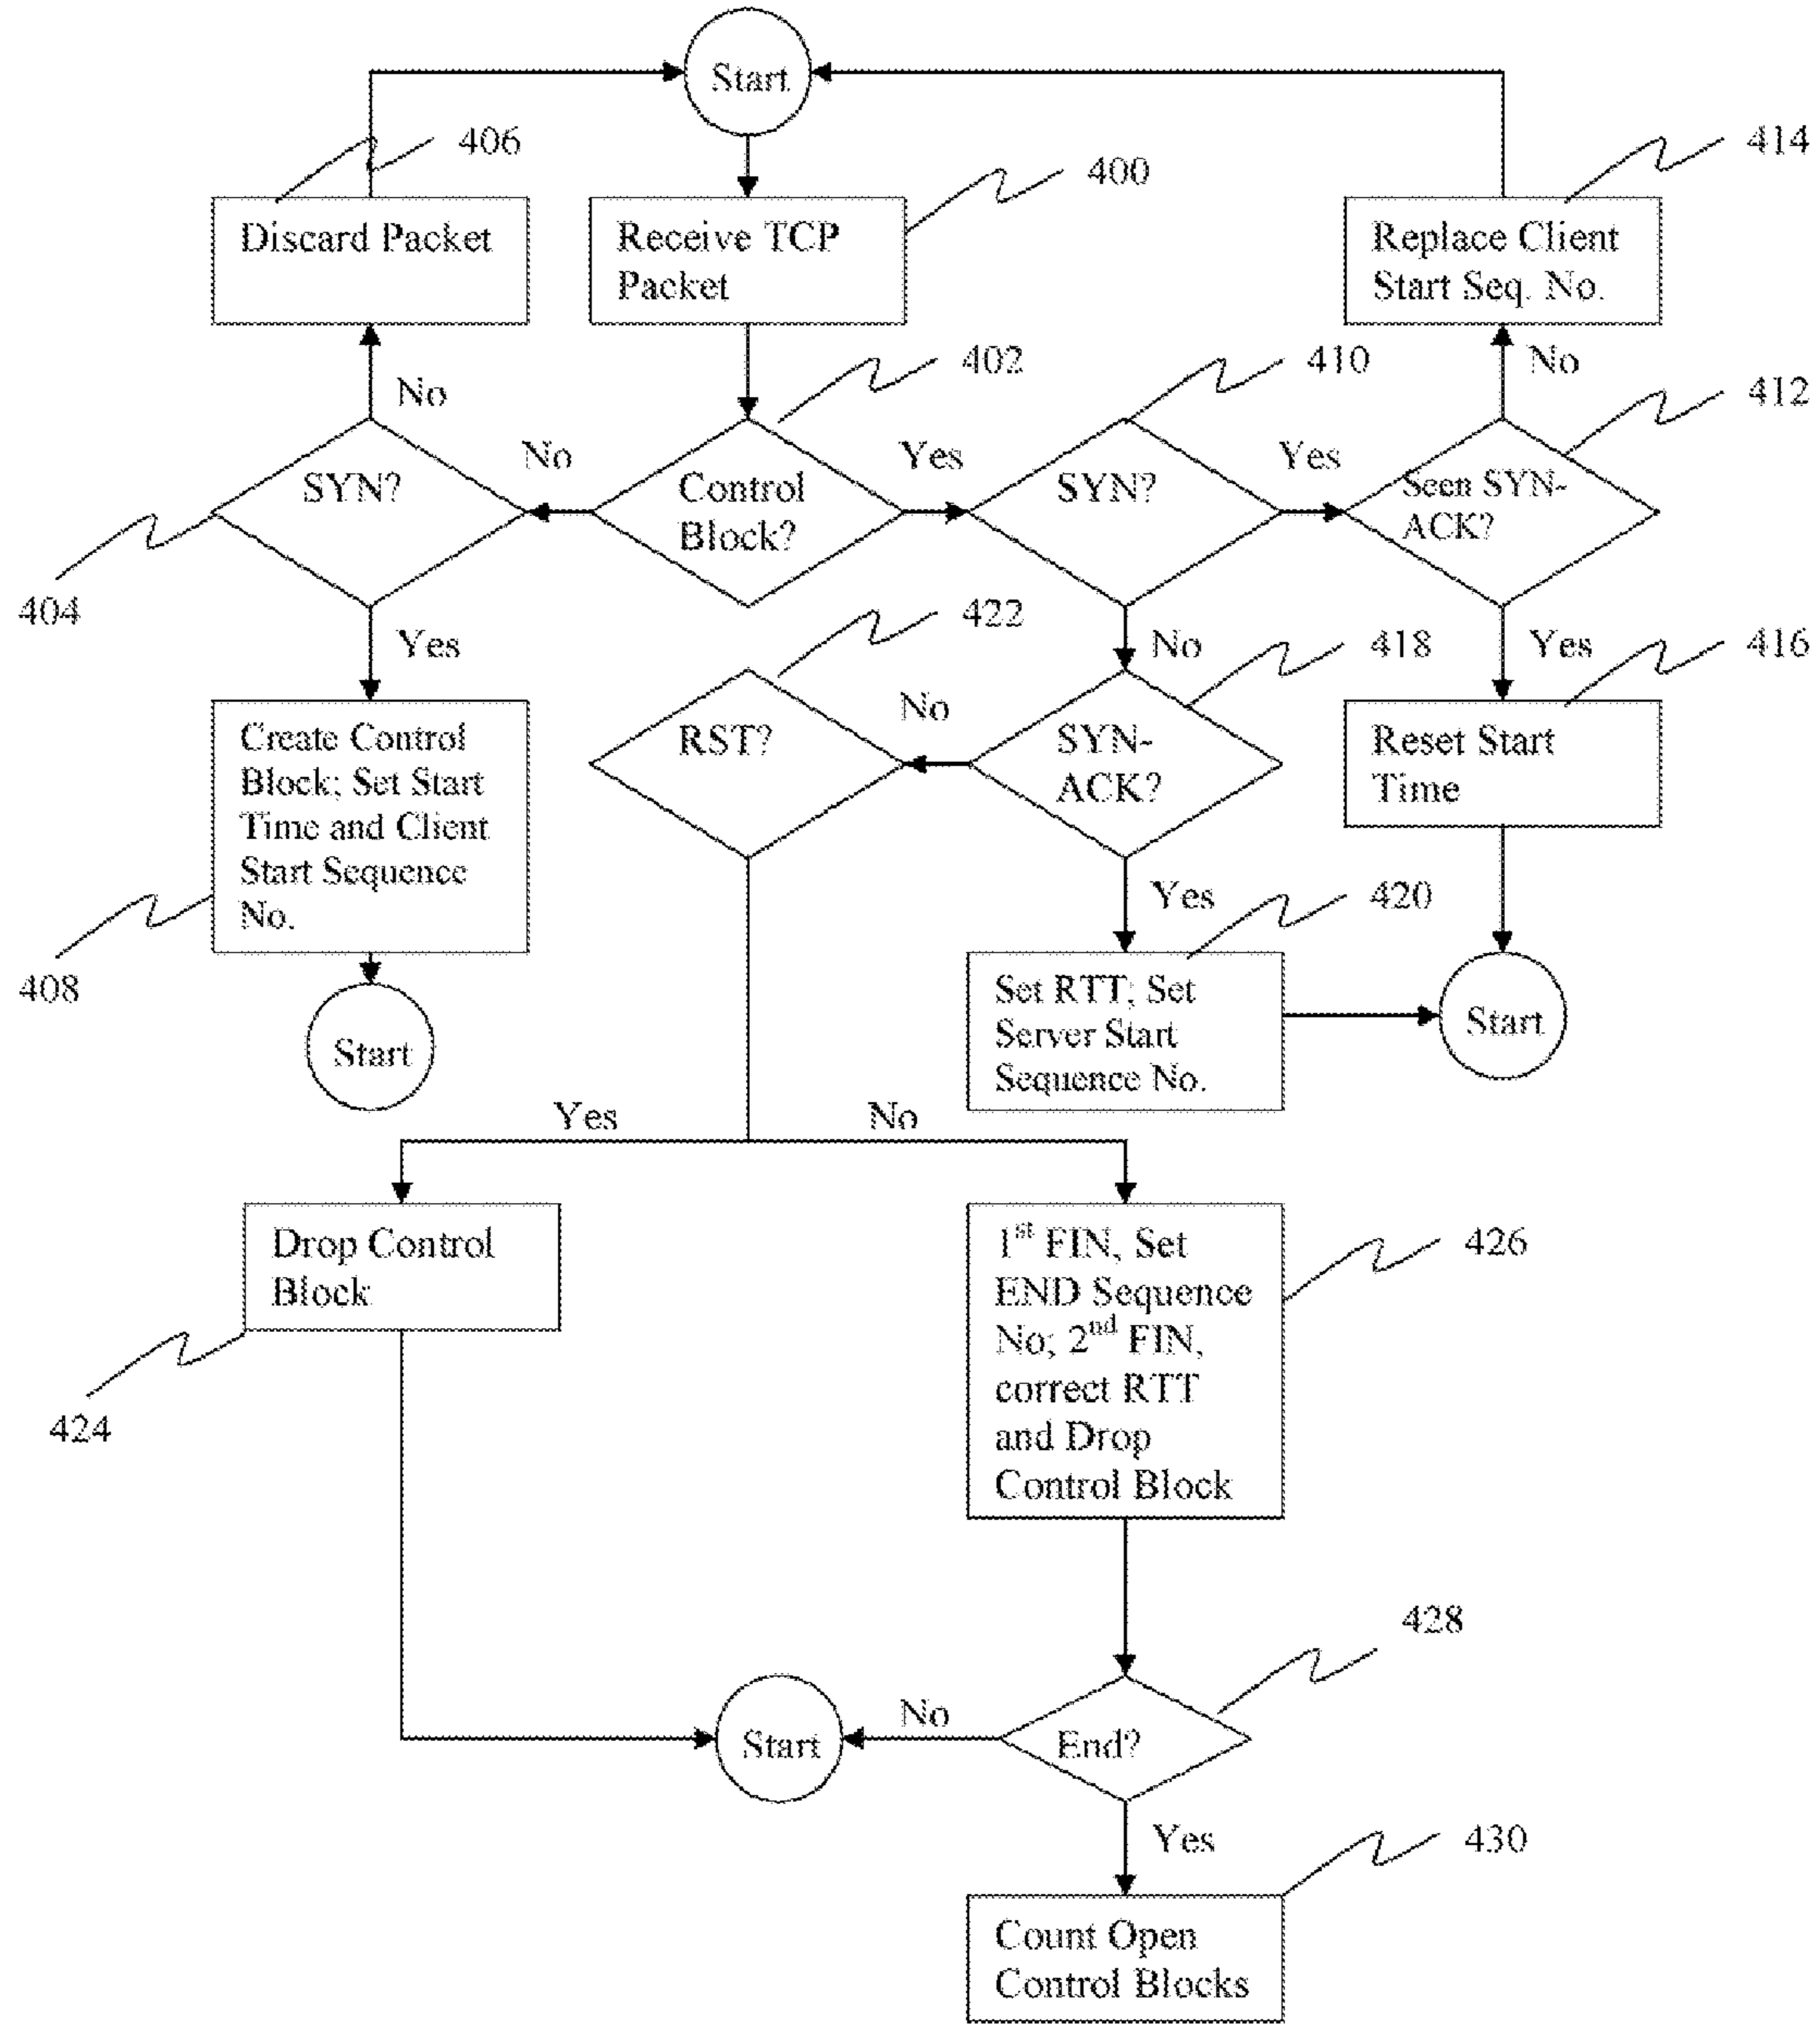 Start
406
400
414
Discard Packet
Receive TCP
Packet
Replace Client
Start Seq. No.
402
410
412
No
No
SYN?
No
Control
Block?
Yes
SYN?
Yes
Seen SYN-
ACK?
404
Yes
422
No
418
Yes
416
Create Control
Block; Set Start
Time and Client
Start Sequence
No.
RST?
No
SYN-
ACK?
Reset Start
Time
408
Yes
420
Start
Set RTT; Set
Server Start
Sequence No.
Start
Yes
No
Drop Control
Block
424
1st FIN, Set
END Sequence
No; 2nd FIN,
correct RTT
and Drop
Control Block
426
428
Start
No
End?
Yes
430
Count Open
Control Blocks